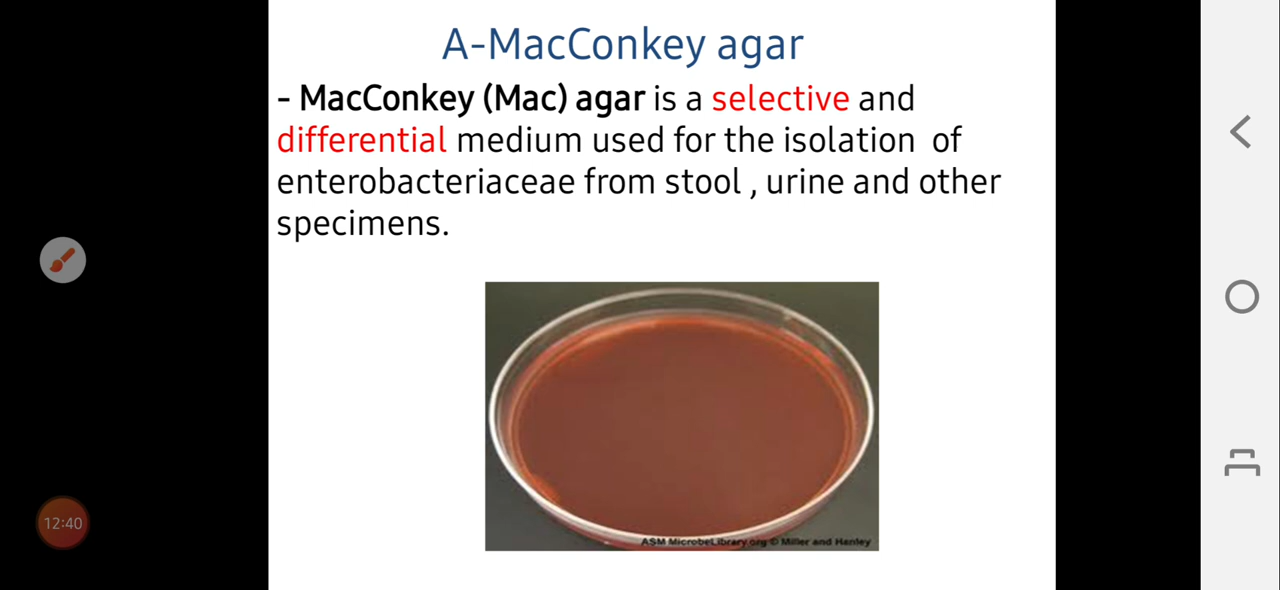 A-MacConkey agar
- MacConkey (Mac) agar is a selective and
differential medium used for the isolation of
enterobacteriaceae from stool , urine and other
specimens.
ASM MicrobeLibrary.org © Miller and Hanley
12:40